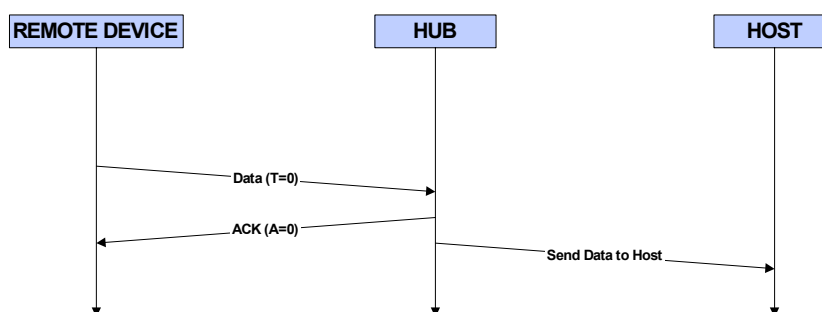 REMOTE DEVICE
HUB
HOST
Data (T=0)
ACK (A=0)
Send Data to Host